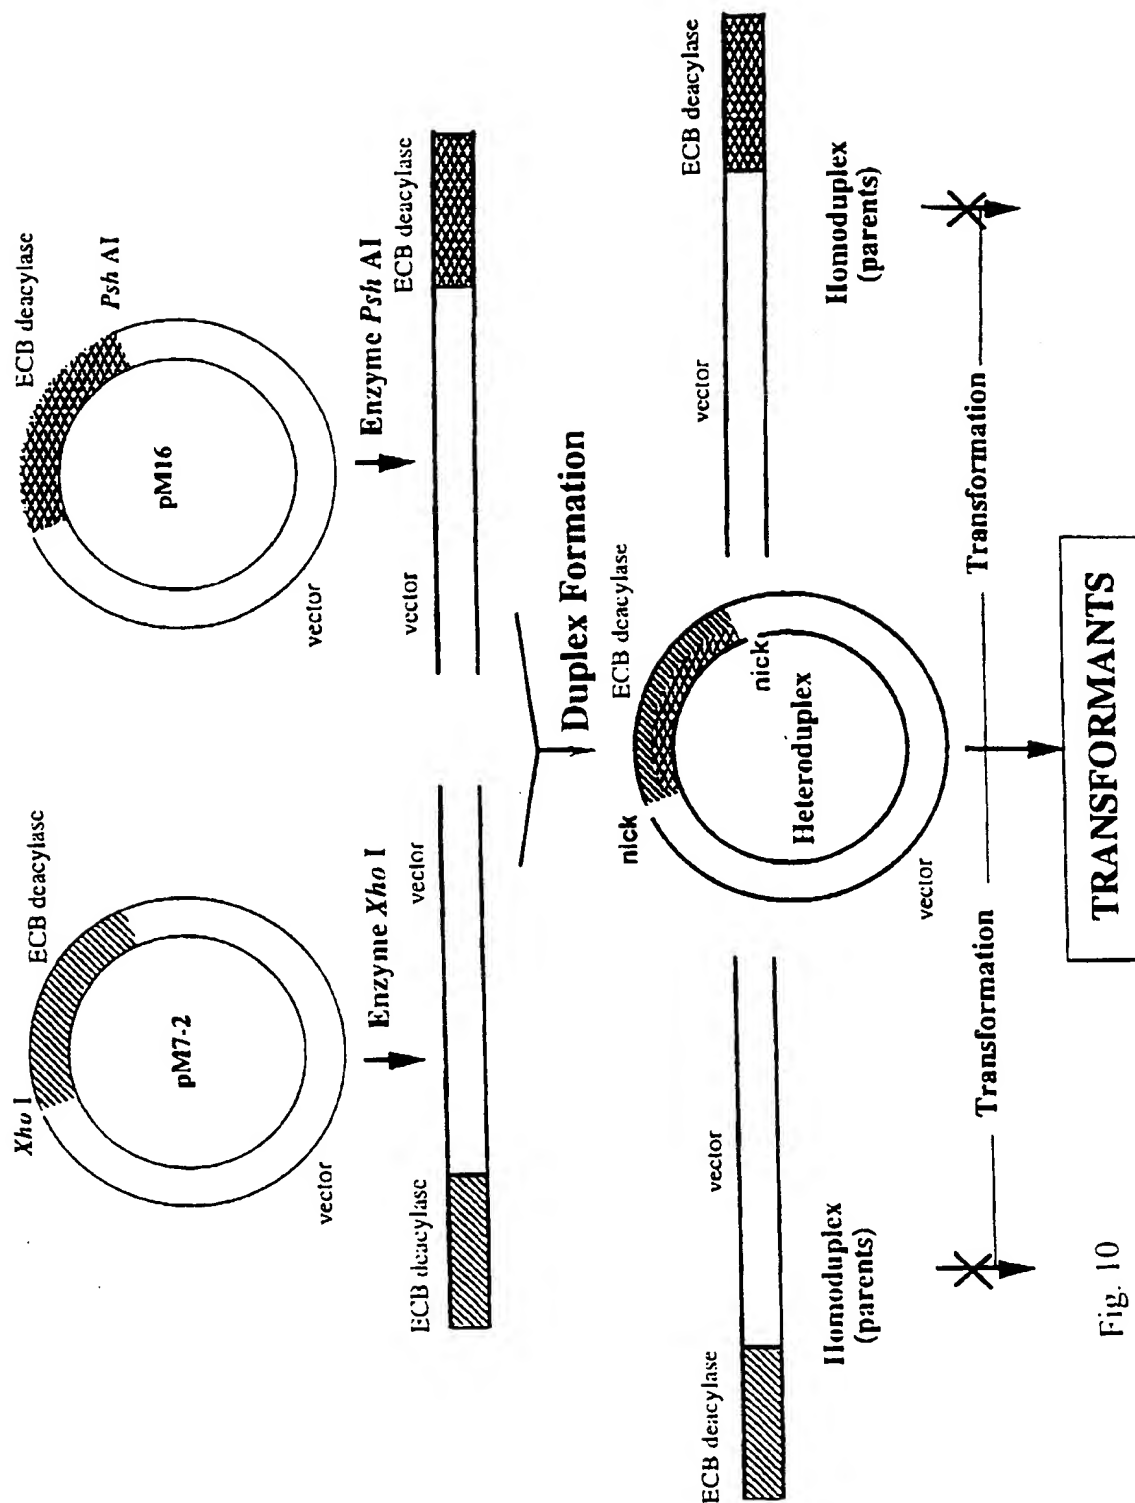 ECB deacylase
Xho I
pM7-2
vector
ECB deacylase
Psh AI
pM16
vector
Enzyme Xho I
Enzyme Psh AI
ECB deacylase
vector
vector
ECB deacylase
Duplex Formation
ECB deacylase
vector
nick
ECB deacylase
nick
Heteroduplex
vector
vector
ECB deacylase
Homoduplex
(parents)
Homoduplex
(parents)
Transformation
Transformation
TRANSFORMANTS
Fig. 10